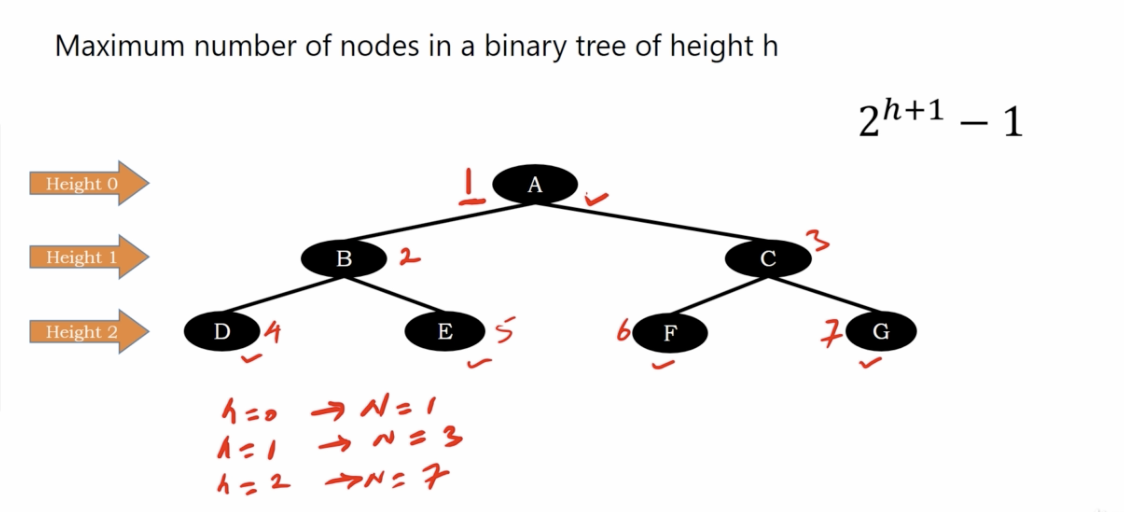 Maximum number of nodes in a binary tree of height h
2^{h+1} − 1
Height 0
1 A
Height 1
B 2
C 3
Height 2
D 4
E 5
6 F
7 G
h=0 → N=1
h=1 → N=3
h=2 → N=7